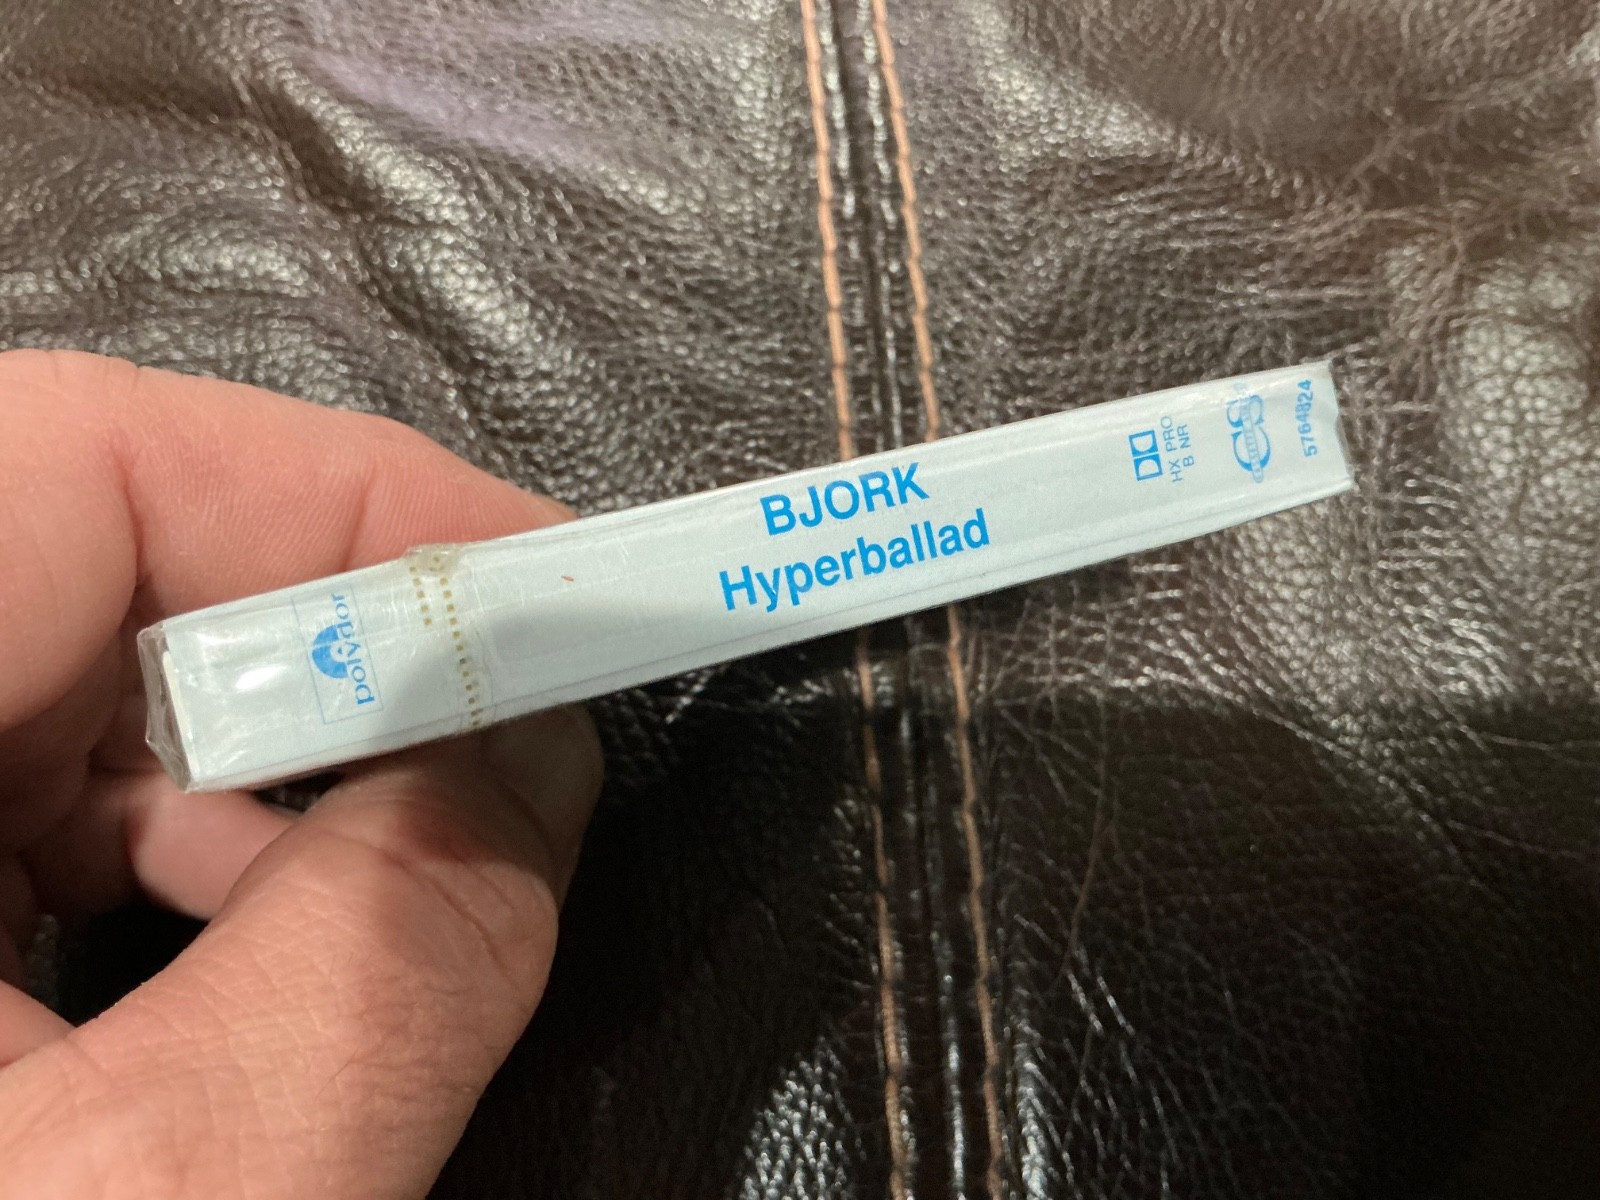 polydor
BJORK
Hyperballad
HX PRO
B NR
5764824